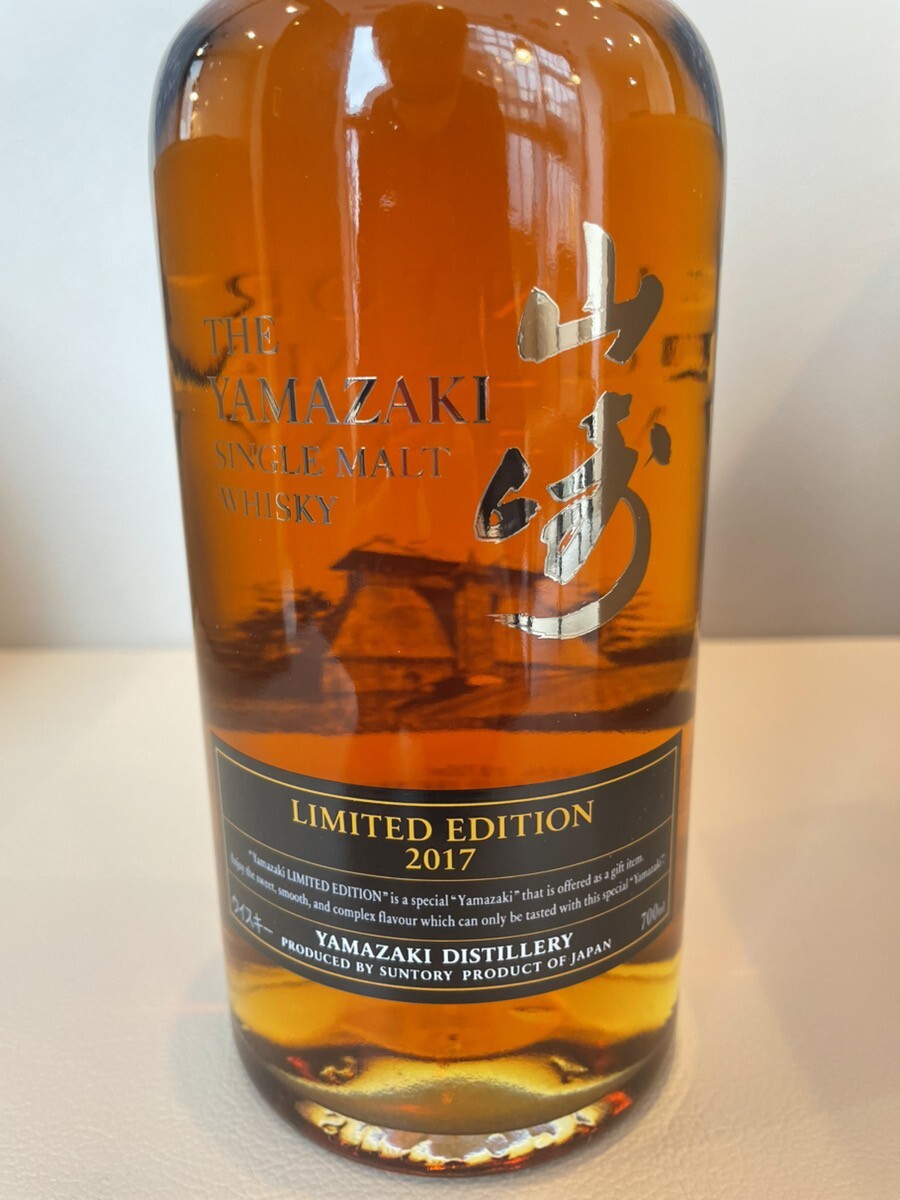 THE
YAMAZAKI
SINGLE MALT
WHISKY
山崎
LIMITED EDITION
2017
"Yamazaki LIMITED EDITION" is a special "Yamazaki" that is offered as a gift item.
Enjoy the sweet, smooth, and complex flavour which can only be tasted with this special "Yamazaki".
ウイスキー
700ml
YAMAZAKI DISTILLERY
PRODUCED BY SUNTORY PRODUCT OF JAPAN